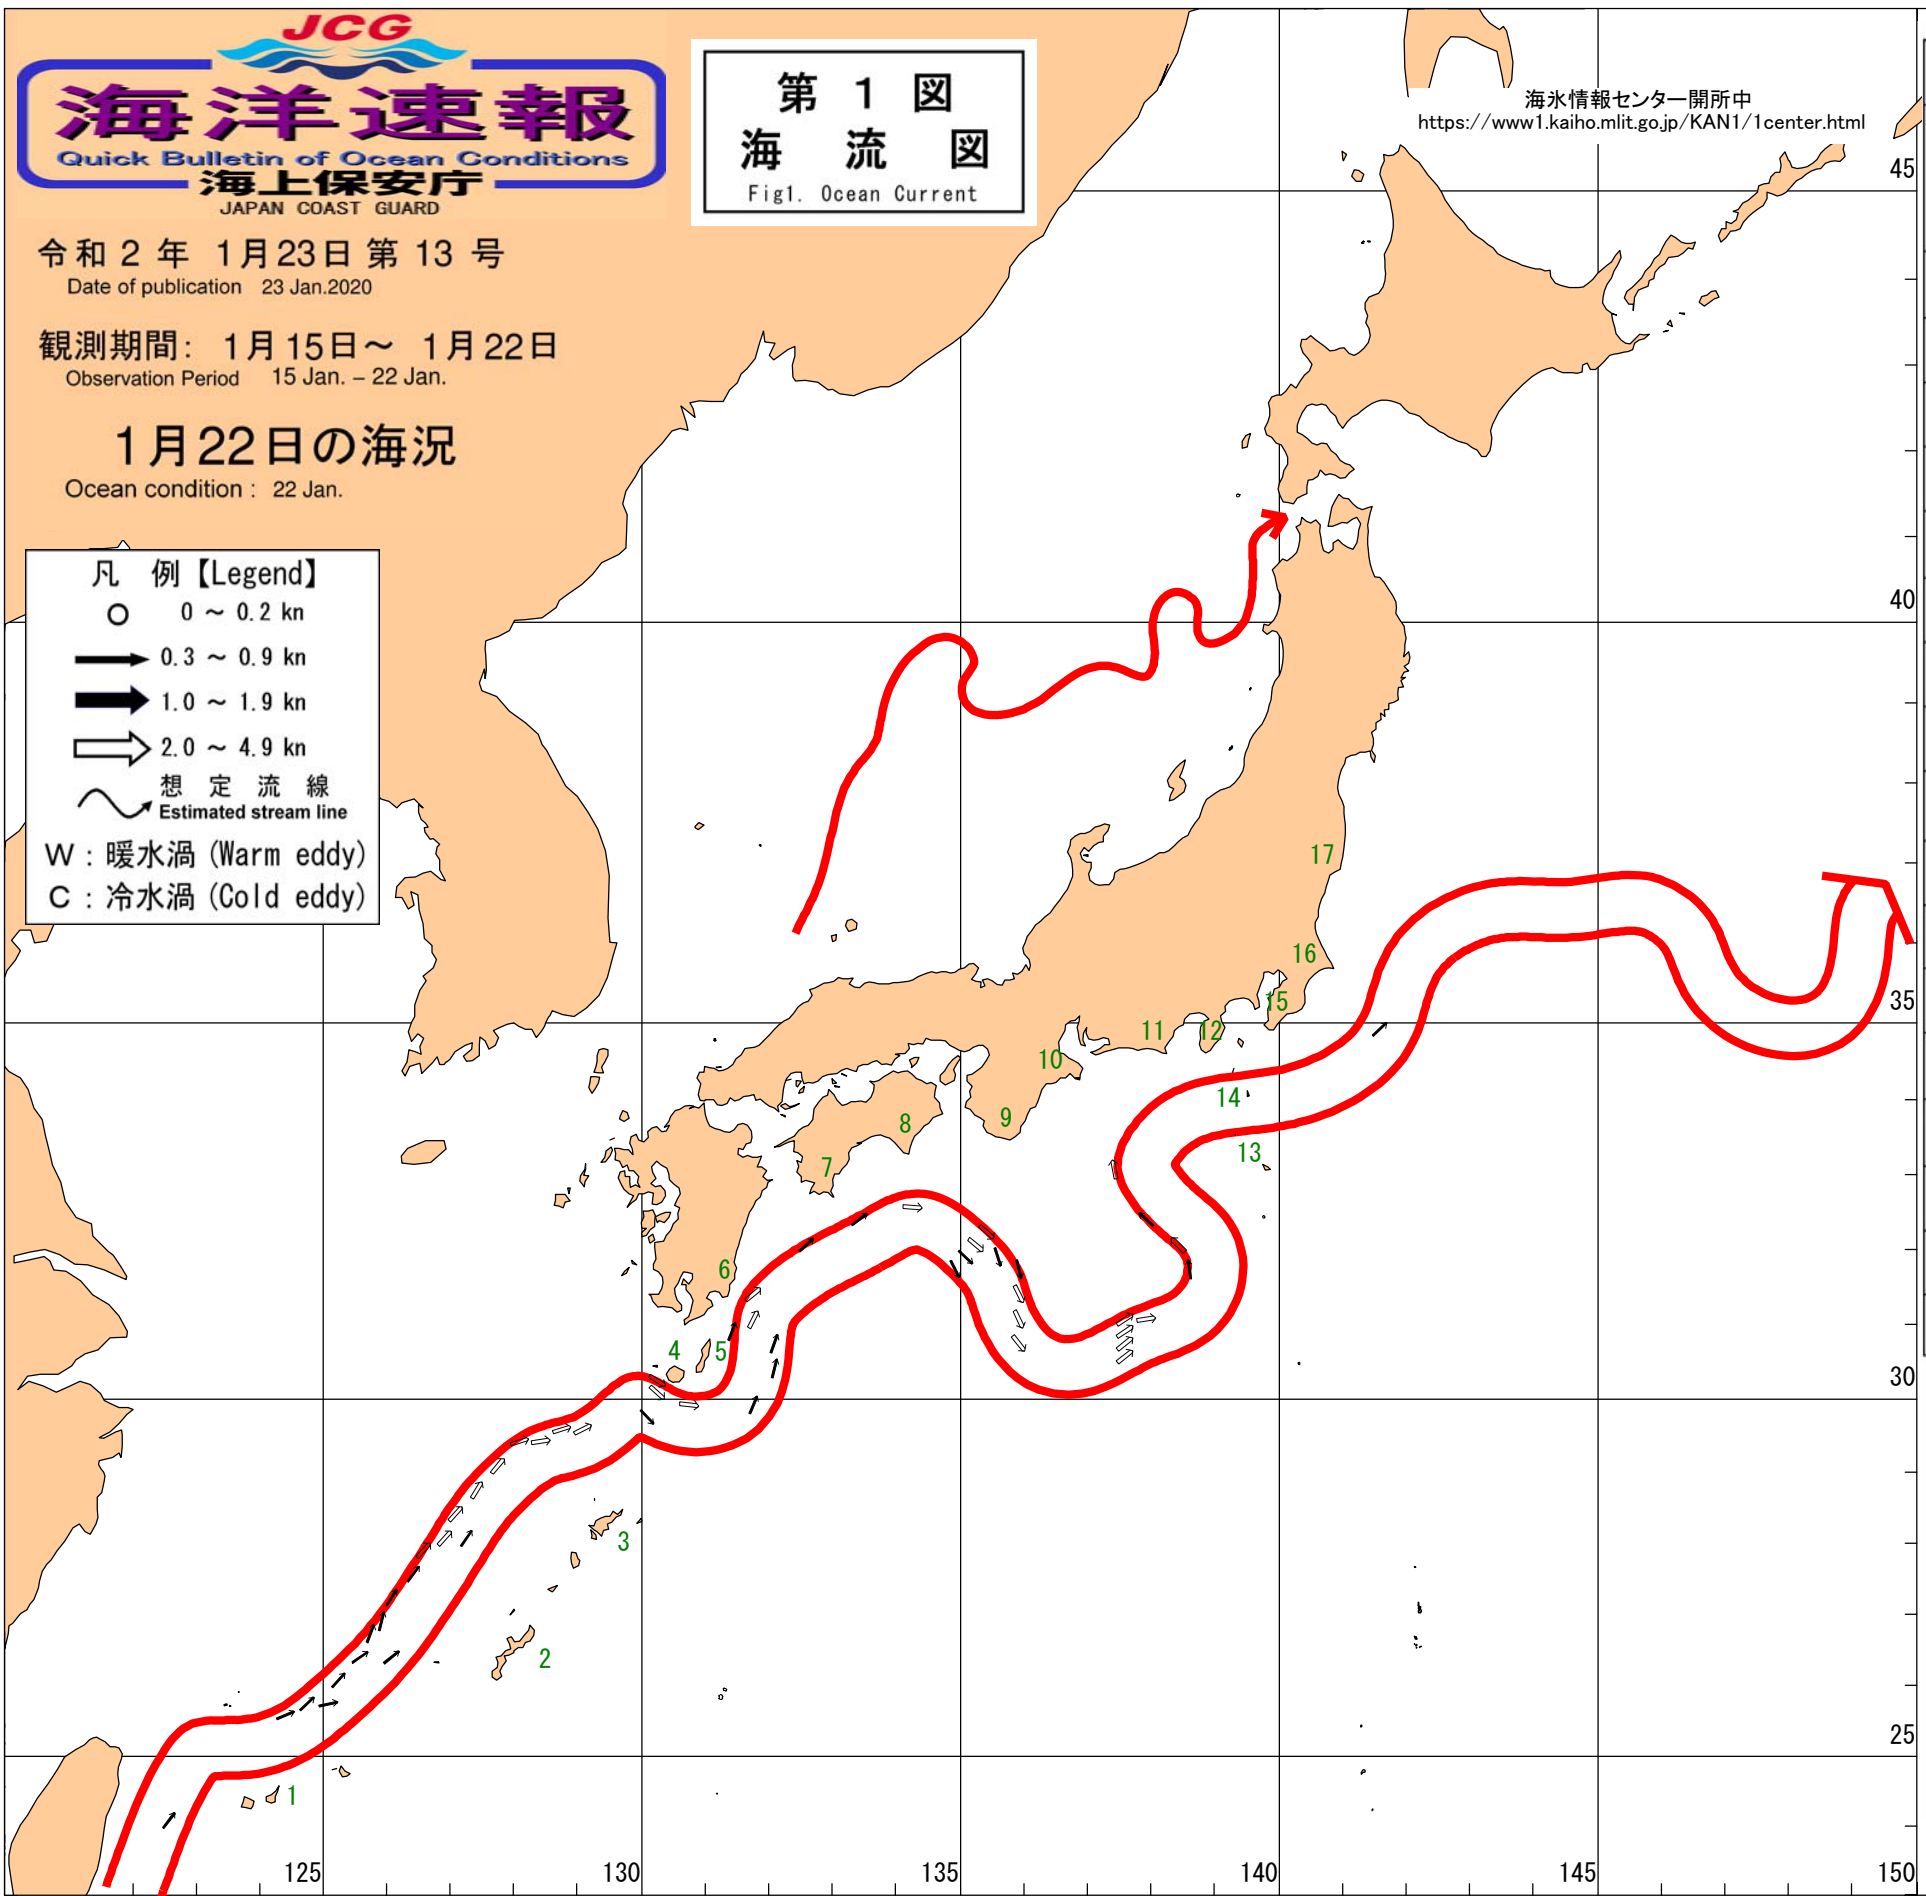 JCG
海洋速報
Quick Bulletin of Ocean Conditions
海上保安庁
JAPAN COAST GUARD
第 1 図
海 流 図
Fig1. Ocean Current
海氷情報センター開所中
https://www1.kaiho.mlit.go.jp/KAN1/1center.html
令和 2 年 1月23日 第 13 号
Date of publication 23 Jan.2020
観測期間: 1月15日～ 1月22日
Observation Period 15 Jan. – 22 Jan.
1月22日の海況
Ocean condition : 22 Jan.
凡 例【Legend】
0 ～ 0.2 kn
0.3 ～ 0.9 kn
1.0 ～ 1.9 kn
2.0 ～ 4.9 kn
想 定 流 線
Estimated stream line
W : 暖水渦 (Warm eddy)
C : 冷水渦 (Cold eddy)
45
40
17
16
35
15
12
11
10
14
9
8
13
7
6
4
5
30
3
2
25
1
125
130
135
140
145
150